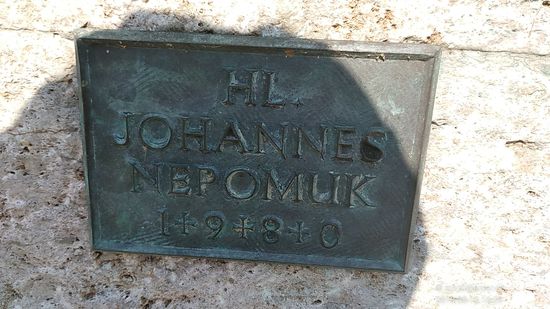 HL.
JOHANNES
NEPOMUK
1+9+8+0